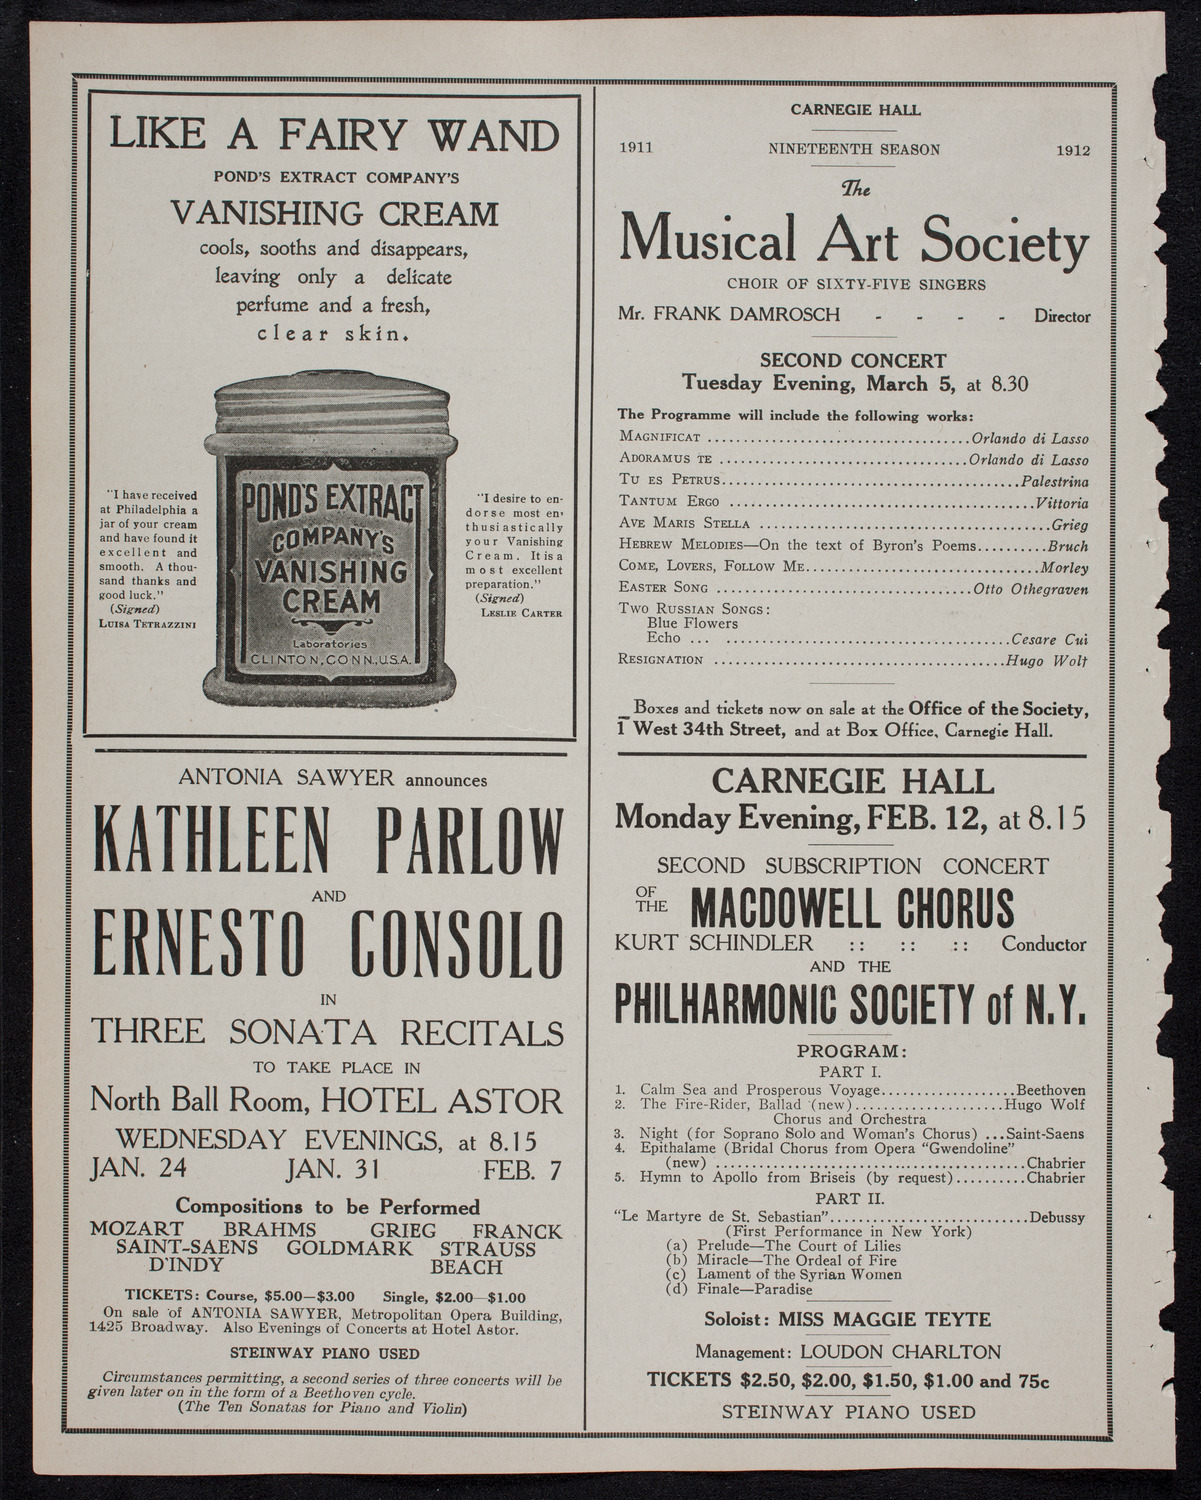 LIKE A FAIRY WAND
POND'S EXTRACT COMPANY'S
VANISHING CREAM
cools, sooths and disappears,
leaving only a delicate
perfume and a fresh,
clear skin.
"I have received
at Philadelphia a
jar of your cream
and have found it
excellent and
smooth. A thou-
sand thanks and
good luck."
(Signed)
LUISA TETRAZZINI
POND'S EXTRACT
COMPANY'S
VANISHING
CREAM
Laboratories
CLINTON, CONN., U.S.A.
"I desire to en-
dorse most en-
thusiastically
your Vanishing
Cream. It is a
most excellent
preparation."
(Signed)
LESLIE CARTER
ANTONIA SAWYER announces
KATHLEEN PARLOW
AND
ERNESTO CONSOLO
IN
THREE SONATA RECITALS
TO TAKE PLACE IN
North Ball Room, HOTEL ASTOR
WEDNESDAY EVENINGS, at 8.15
JAN. 24 JAN. 31 FEB. 7
Compositions to be Performed
MOZART BRAHMS GRIEG FRANCK
SAINT-SAENS GOLDMARK STRAUSS
D'INDY BEACH
TICKETS: Course, $5.00—$3.00 Single, $2.00—$1.00
On sale of ANTONIA SAWYER, Metropolitan Opera Building,
1425 Broadway. Also Evenings of Concerts at Hotel Astor.
STEINWAY PIANO USED
Circumstances permitting, a second series of three concerts will be
given later on in the form of a Beethoven cycle.
(The Ten Sonatas for Piano and Violin)
CARNEGIE HALL
1911 NINETEENTH SEASON 1912
The
Musical Art Society
CHOIR OF SIXTY-FIVE SINGERS
Mr. FRANK DAMROSCH - - - - Director
SECOND CONCERT
Tuesday Evening, March 5, at 8.30
The Programme will include the following works:
MAGNIFICAT ....................................Orlando di Lasso
ADORAMUS TE ..................................Orlando di Lasso
TU ES PETRUS.........................................Palestrina
TANTUM ERGO ..........................................Vittoria
AVE MARIS STELLA ........................................Grieg
HEBREW MELODIES—On the text of Byron's Poems..........Bruch
COME, LOVERS, FOLLOW ME................................Morley
EASTER SONG ...................................Otto Othegraven
TWO RUSSIAN SONGS:
Blue Flowers
Echo ... .......................................Cesare Cui
RESIGNATION ........................................Hugo Wolf
Boxes and tickets now on sale at the Office of the Society,
1 West 34th Street, and at Box Office, Carnegie Hall.
CARNEGIE HALL
Monday Evening, FEB. 12, at 8.15
SECOND SUBSCRIPTION CONCERT
OF THE MACDOWELL CHORUS
KURT SCHINDLER :: :: :: Conductor
AND THE
PHILHARMONIC SOCIETY of N.Y.
PROGRAM:
PART I.
1. Calm Sea and Prosperous Voyage..................Beethoven
2. The Fire-Rider, Ballad (new)....................Hugo Wolf
Chorus and Orchestra
3. Night (for Soprano Solo and Woman's Chorus) ...Saint-Saens
4. Epithalame (Bridal Chorus from Opera "Gwendoline"
(new) ..........................................Chabrier
5. Hymn to Apollo from Briseis (by request)..........Chabrier
PART II.
"Le Martyre de St. Sebastian"...........................Debussy
(First Performance in New York)
(a) Prelude—The Court of Lilies
(b) Miracle—The Ordeal of Fire
(c) Lament of the Syrian Women
(d) Finale—Paradise
Soloist: MISS MAGGIE TEYTE
Management: LOUDON CHARLTON
TICKETS $2.50, $2.00, $1.50, $1.00 and 75c
STEINWAY PIANO USED